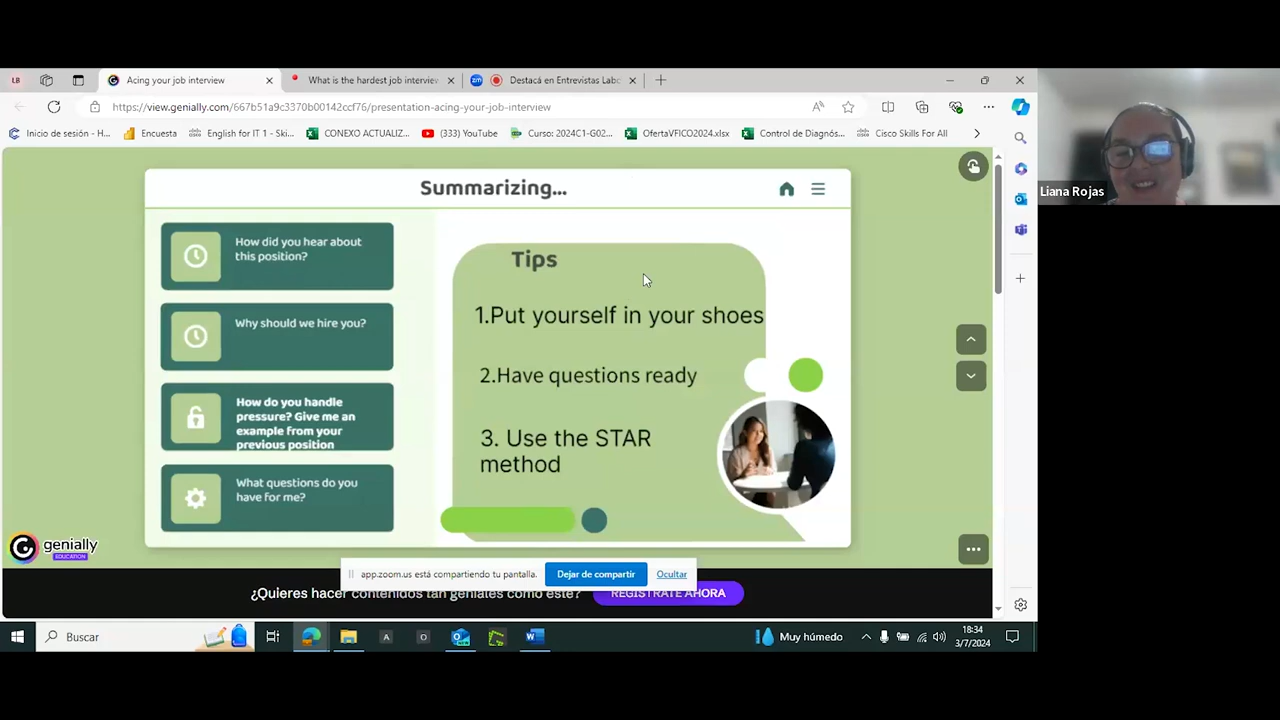 LB
Acing your job interview
What is the hardest job interview
zm
Destacá en Entrevistas Labo
https://view.genially.com/667b51a9c3370b00142ccf76/presentation-acing-your-job-interview
Inicio de sesión - H...
Encuesta
English for IT 1 - Ski...
CONEXO ACTUALIZ...
(333) YouTube
Curso: 2024C1-G02...
OfertaVFICO2024.xlsx
Control de Diagnós...
Cisco Skills For All
Liana Rojas
Summarizing...
How did you hear about
this position?
Why should we hire you?
How do you handle
pressure? Give me an
example from your
previous position
What questions do you
have for me?
Tips
1.Put yourself in your shoes
2.Have questions ready
3. Use the STAR
method
genially
EDUCATION
app.zoom.us está compartiendo tu pantalla.
Dejar de compartir
Ocultar
¿Quieres hacer contenidos tan geniales como este?
REGÍSTRATE AHORA
Buscar
A
O
Muy húmedo
18:34
3/7/2024